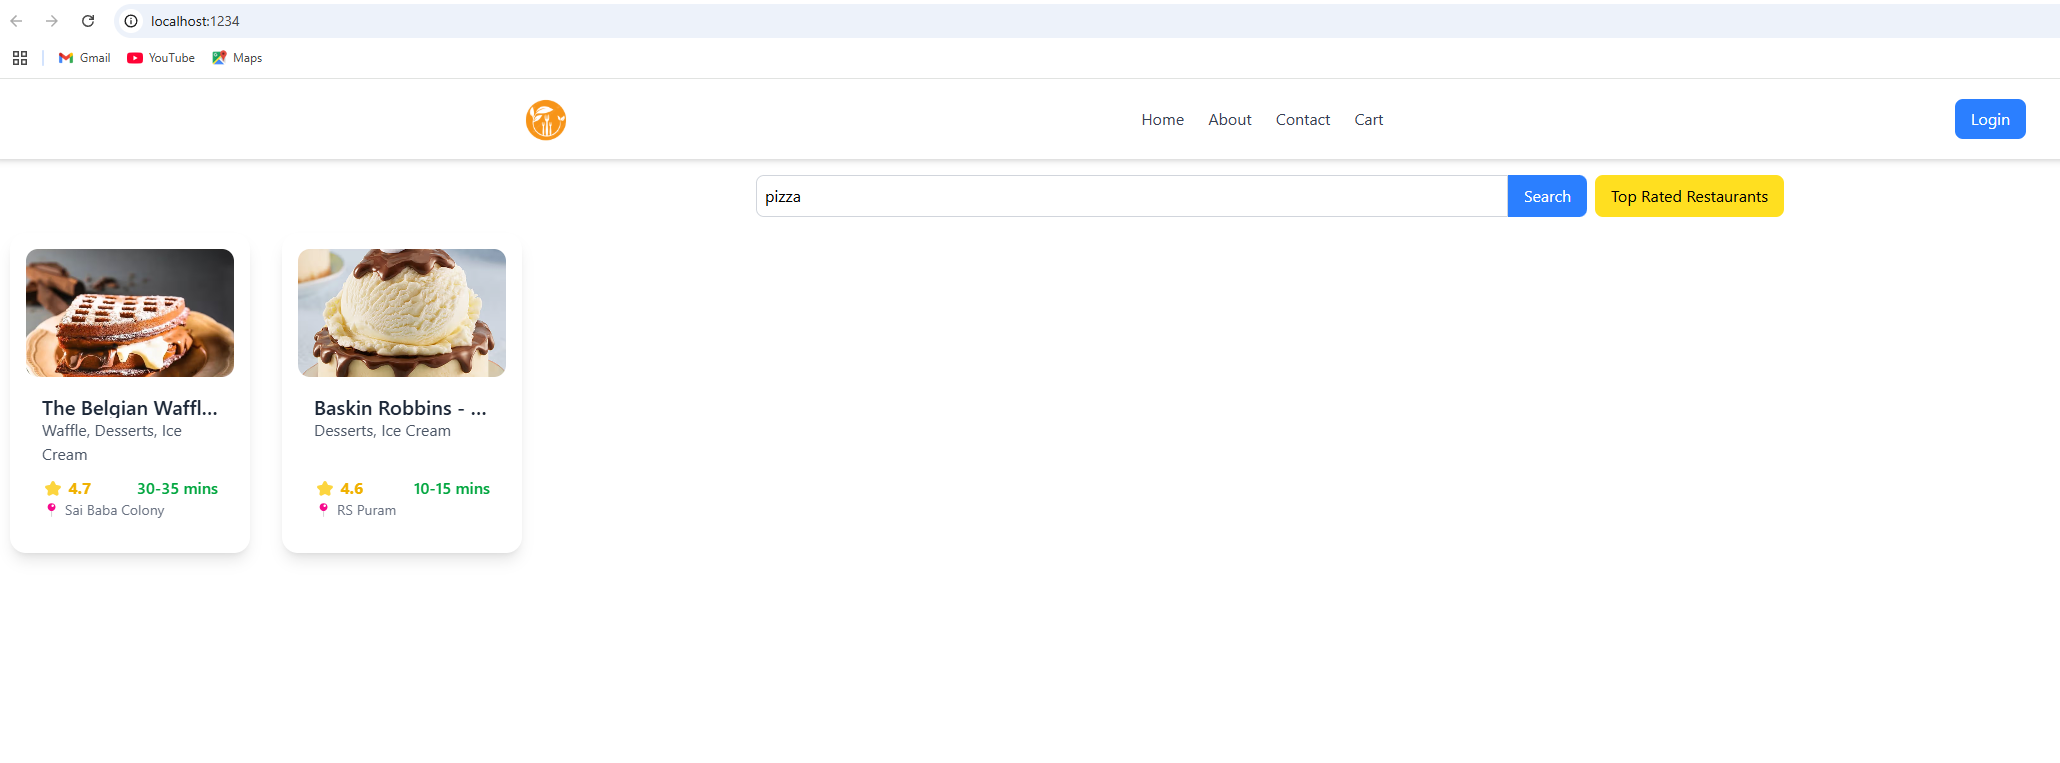 localhost:1234
Gmail YouTube Maps
Home About Contact Cart Login
pizza Search Top Rated Restaurants
The Belgian Waffl...
Waffle, Desserts, Ice
Cream
4.7 30-35 mins
Sai Baba Colony
Baskin Robbins - ...
Desserts, Ice Cream
4.6 10-15 mins
RS Puram